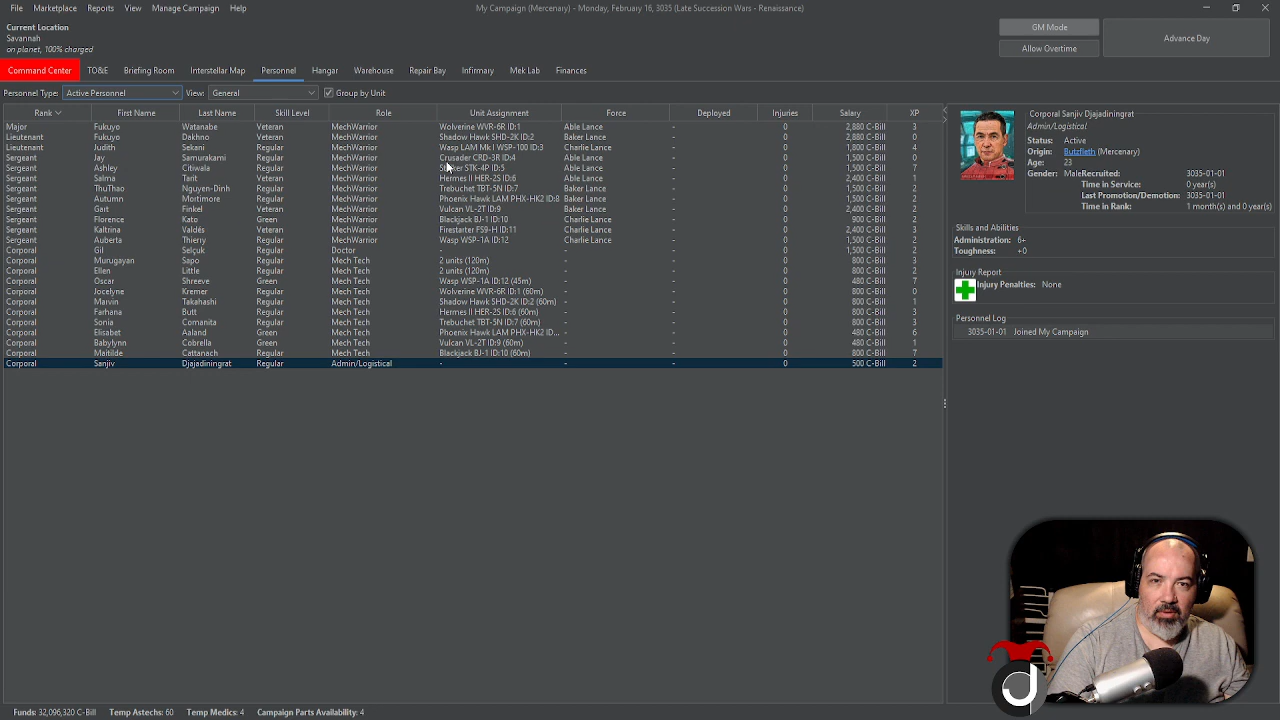 File Marketplace Reports View Manage Campaign Help My Campaign (Mercenary) - Monday, February 16, 3035 (Late Succession Wars - Renaissance)
Current Location
Savannah
on planet, 100% charged
GM Mode
Allow Overtime
Advance Day
Command Center TO&E Briefing Room Interstellar Map Personnel Hangar Warehouse Repair Bay Infirmary Mek Lab Finances
Personnel Type: Active Personnel View: General Group by Unit
Rank First Name Last Name Skill Level Role Unit Assignment Force Deployed Injuries Salary XP
Major Fukuyo Watanabe Veteran MechWarrior Wolverine WVR-6R ID:1 Able Lance - 0 2,880 C-Bill 3
Lieutenant Fukuyo Dakhno Veteran MechWarrior Shadow Hawk SHD-2K ID:2 Baker Lance - 0 2,880 C-Bill 0
Lieutenant Judith Sekani Regular MechWarrior Wasp LAM Mk I WSP-100 ID:3 Charlie Lance - 0 1,800 C-Bill 4
Sergeant Jay Samurakami Regular MechWarrior Crusader CRD-3R ID:4 Able Lance - 0 1,500 C-Bill 0
Sergeant Ashley Citiwala Regular MechWarrior STK-4P ID:5 Able Lance - 0 1,500 C-Bill 7
Sergeant Salma Tarit Veteran MechWarrior Hermes II HER-2S ID:6 Able Lance - 0 2,400 C-Bill 1
Sergeant ThuThao Nguyen-Dinh Regular MechWarrior Trebuchet TBT-5N ID:7 Baker Lance - 0 1,500 C-Bill 2
Sergeant Autumn Mortimore Regular MechWarrior Phoenix Hawk LAM PHX-HK2 ID:8 Baker Lance - 0 1,500 C-Bill 2
Sergeant Gart Finkel Veteran MechWarrior Vulcan VL-2T ID:9 Baker Lance - 0 2,400 C-Bill 2
Sergeant Florence Kato Green MechWarrior Blackjack BJ-1 ID:10 Charlie Lance - 0 900 C-Bill 2
Sergeant Kaltrina Valdés Veteran MechWarrior Firestarter FS9-H ID:11 Charlie Lance - 0 2,400 C-Bill 3
Sergeant Auberta Thierry Regular MechWarrior Wasp WSP-1A ID:12 Charlie Lance - 0 1,500 C-Bill 2
Corporal Gil Selçuk Regular Doctor - - - 0 800 C-Bill 0
Corporal Murugayan Sapo Regular Mech Tech 2 units (120m) - - 0 800 C-Bill 3
Corporal Ellen Little Regular Mech Tech 2 units (120m) - - 0 800 C-Bill 2
Corporal Oscar Shreeve Green Mech Tech Wasp WSP-1A ID:12 (45m) - - 0 480 C-Bill 7
Corporal Jocelyne Kremer Regular Mech Tech Wolverine WVR-6R ID:1 (60m) - - 0 800 C-Bill 0
Corporal Marvin Takahashi Regular Mech Tech Shadow Hawk SHD-2K ID:2 (60m) - - 0 800 C-Bill 1
Corporal Farhana Butt Regular Mech Tech Hermes II HER-2S ID:6 (60m) - - 0 800 C-Bill 3
Corporal Sonia Comanita Regular Mech Tech Trebuchet TBT-5N ID:7 (60m) - - 0 800 C-Bill 3
Corporal Elisabet Aaland Green Mech Tech Phoenix Hawk LAM PHX-HK2 ID... - - 0 480 C-Bill 6
Corporal Babylynn Cobrella Green Mech Tech Vulcan VL-2T ID:9 (60m) - - 0 480 C-Bill 1
Corporal Maitilde Cattanach Regular Mech Tech Blackjack BJ-1 ID:10 (60m) - - 0 800 C-Bill 7
Corporal Sanjiv Djajadiningrat Regular Admin/Logistical - - - 0 500 C-Bill 2
Corporal Sanjiv Djajadiningrat
Admin/Logistical
Status: Active
Origin: Butzfleth (Mercenary)
Age: 23
Gender: Male Recruited: 3035-01-01
Time in Service: 0 year(s)
Last Promotion/Demotion: 3035-01-01
Time in Rank: 1 month(s) and 0 year(s)
Skills and Abilities
Administration: 6+
Toughness: +0
Injury Report
Injury Penalties: None
Personnel Log
3035-01-01 Joined My Campaign
Funds: 32,096,320 C-Bill Temp Astechs: 60 Temp Medics: 4 Campaign Parts Availability: 4